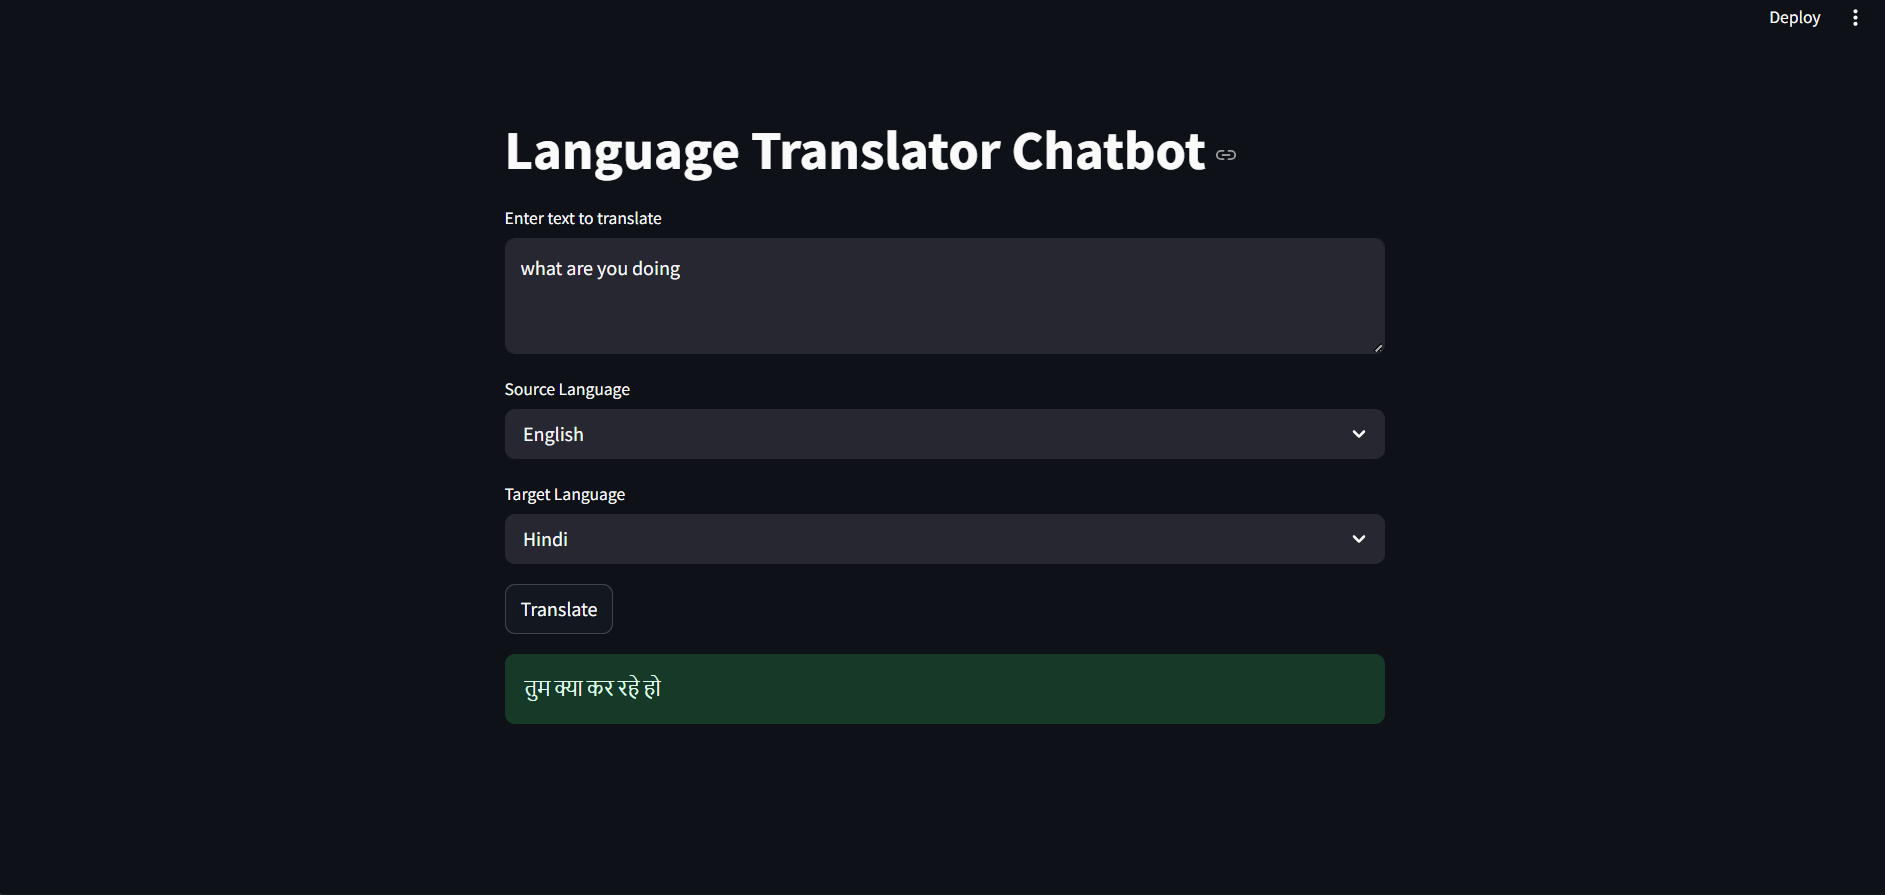 Deploy
Language Translator Chatbot
Enter text to translate
what are you doing
Source Language
English
Target Language
Hindi
Translate
तुम क्या कर रहे हो